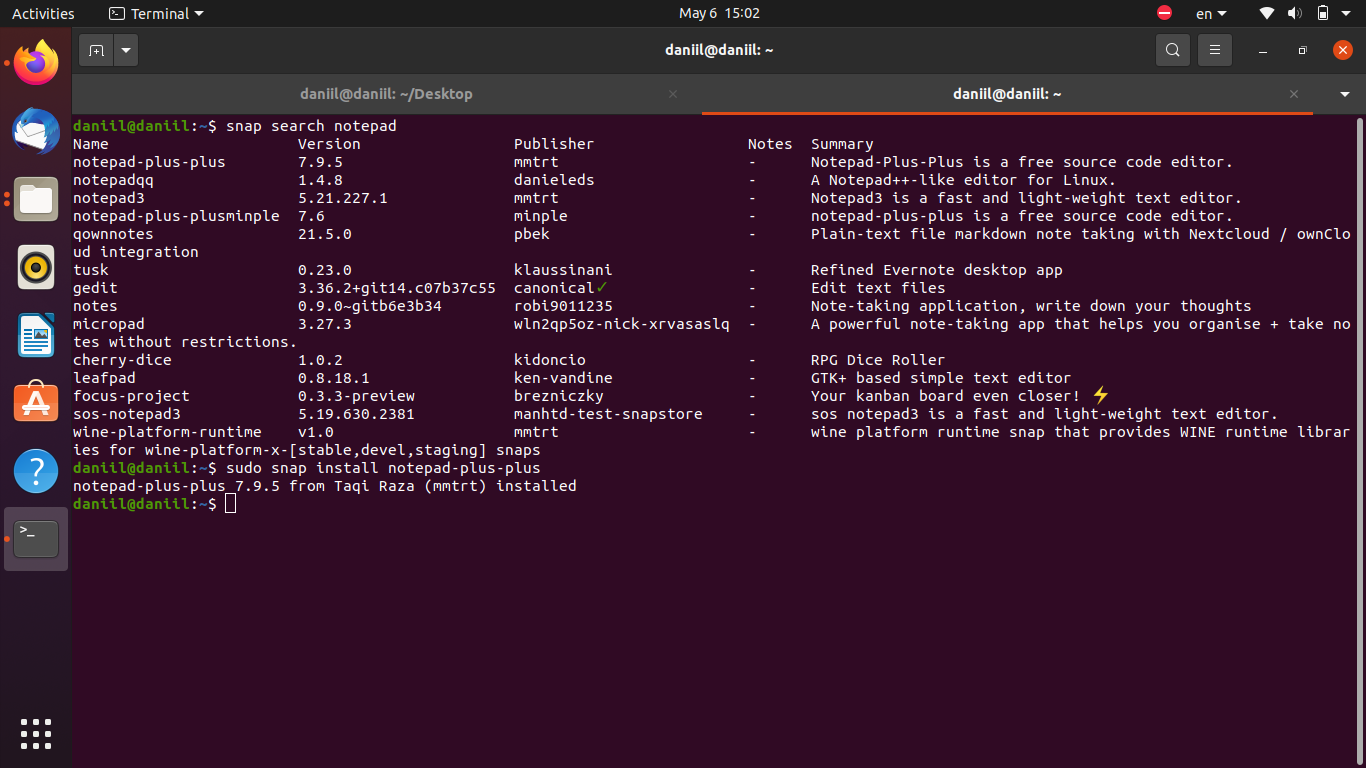 Activities Terminal May 6 15:02 en
daniil@daniil: ~
daniil@daniil: ~/Desktop daniil@daniil: ~
daniil@daniil:~$ snap search notepad
Name Version Publisher Notes Summary
notepad-plus-plus 7.9.5 mmtrt - Notepad-Plus-Plus is a free source code editor.
notepadqq 1.4.8 danieleds - A Notepad++-like editor for Linux.
notepad3 5.21.227.1 mmtrt - Notepad3 is a fast and light-weight text editor.
notepad-plus-plusminple 7.6 minple - notepad-plus-plus is a free source code editor.
qownnotes 21.5.0 pbek - Plain-text file markdown note taking with Nextcloud / ownClo
ud integration
tusk 0.23.0 klaussinani - Refined Evernote desktop app
gedit 3.36.2+git14.c07b37c55 canonical✓ - Edit text files
notes 0.9.0~gitb6e3b34 robi9011235 - Note-taking application, write down your thoughts
micropad 3.27.3 wln2qp5oz-nick-xrvasaslq - A powerful note-taking app that helps you organise + take no
tes without restrictions.
cherry-dice 1.0.2 kidoncio - RPG Dice Roller
leafpad 0.8.18.1 ken-vandine - GTK+ based simple text editor
focus-project 0.3.3-preview brezniczky - Your kanban board even closer! ⚡
sos-notepad3 5.19.630.2381 manhtd-test-snapstore - sos notepad3 is a fast and light-weight text editor.
wine-platform-runtime v1.0 mmtrt - wine platform runtime snap that provides WINE runtime librar
ies for wine-platform-x-[stable,devel,staging] snaps
daniil@daniil:~$ sudo snap install notepad-plus-plus
notepad-plus-plus 7.9.5 from Taqi Raza (mmtrt) installed
daniil@daniil:~$